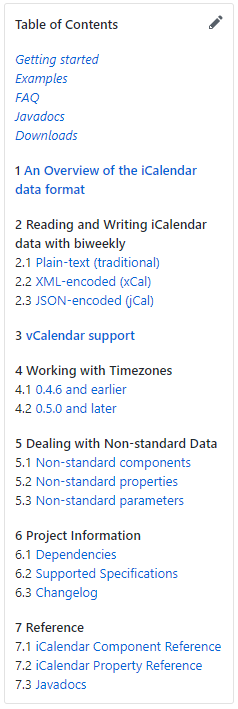 Table of Contents
Getting started
Examples
FAQ
Javadocs
Downloads
1 An Overview of the iCalendar
data format
2 Reading and Writing iCalendar
data with biweekly
2.1 Plain-text (traditional)
2.2 XML-encoded (xCal)
2.3 JSON-encoded (jCal)
3 vCalendar support
4 Working with Timezones
4.1 0.4.6 and earlier
4.2 0.5.0 and later
5 Dealing with Non-standard Data
5.1 Non-standard components
5.2 Non-standard properties
5.3 Non-standard parameters
6 Project Information
6.1 Dependencies
6.2 Supported Specifications
6.3 Changelog
7 Reference
7.1 iCalendar Component Reference
7.2 iCalendar Property Reference
7.3 Javadocs